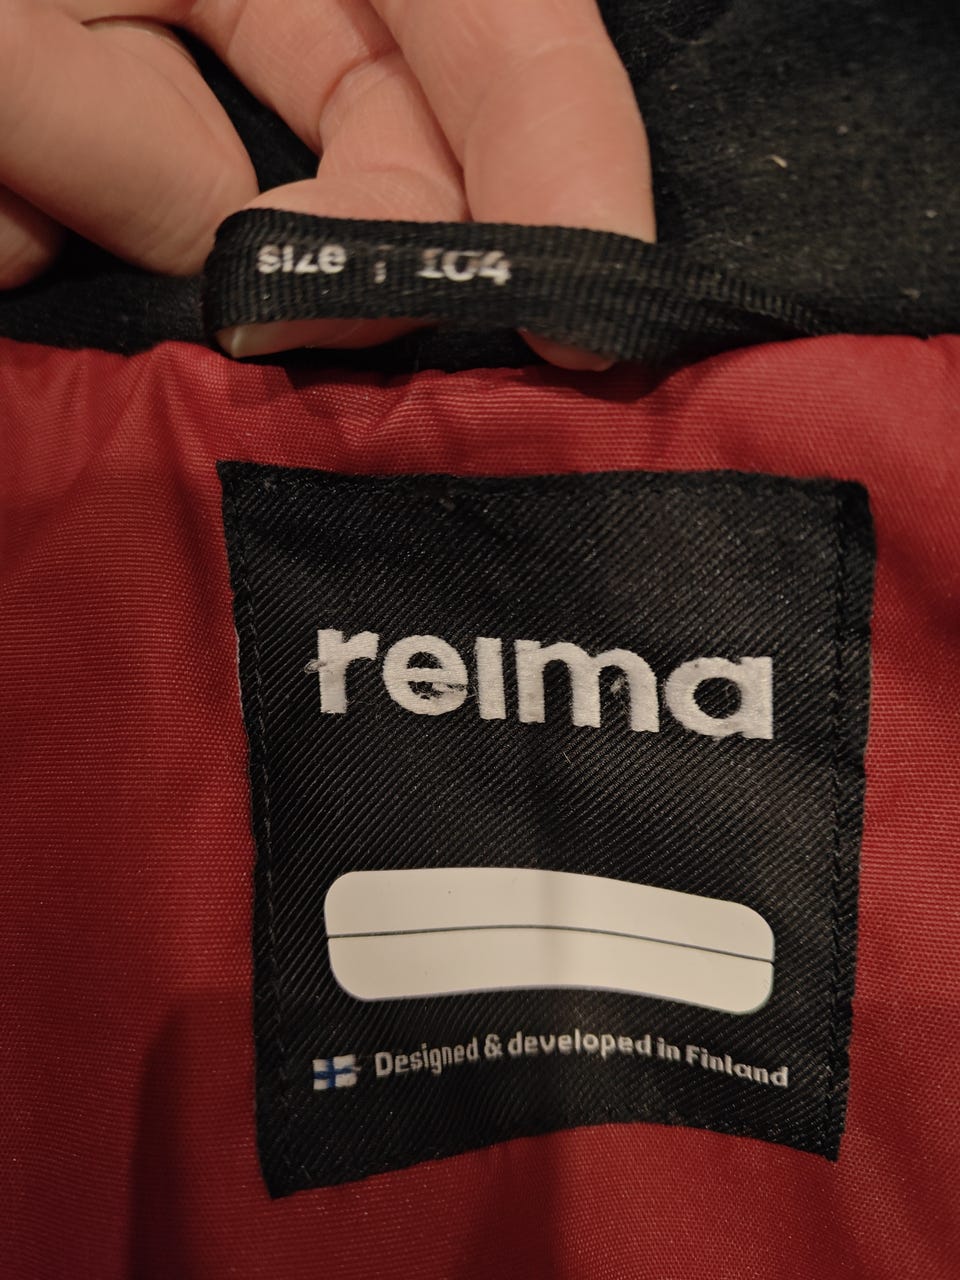 size : 104
reima
Designed & developed in Finland